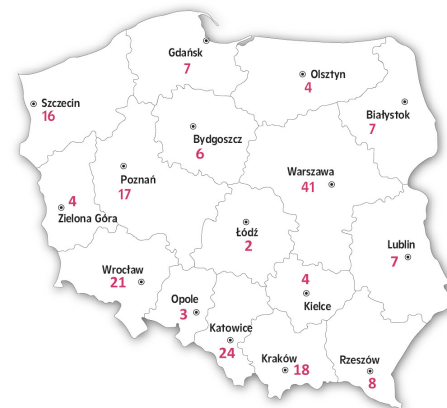 Gdańsk
7
Olsztyn
4
Szczecin
16
Białystok
7
Bydgoszcz
6
Poznań
17
Warszawa
41
4
Zielona Góra
Łódź
2
Lublin
7
Wrocław
21
4
Kielce
Opole
3
Katowice
24
Kraków
18
Rzeszów
8